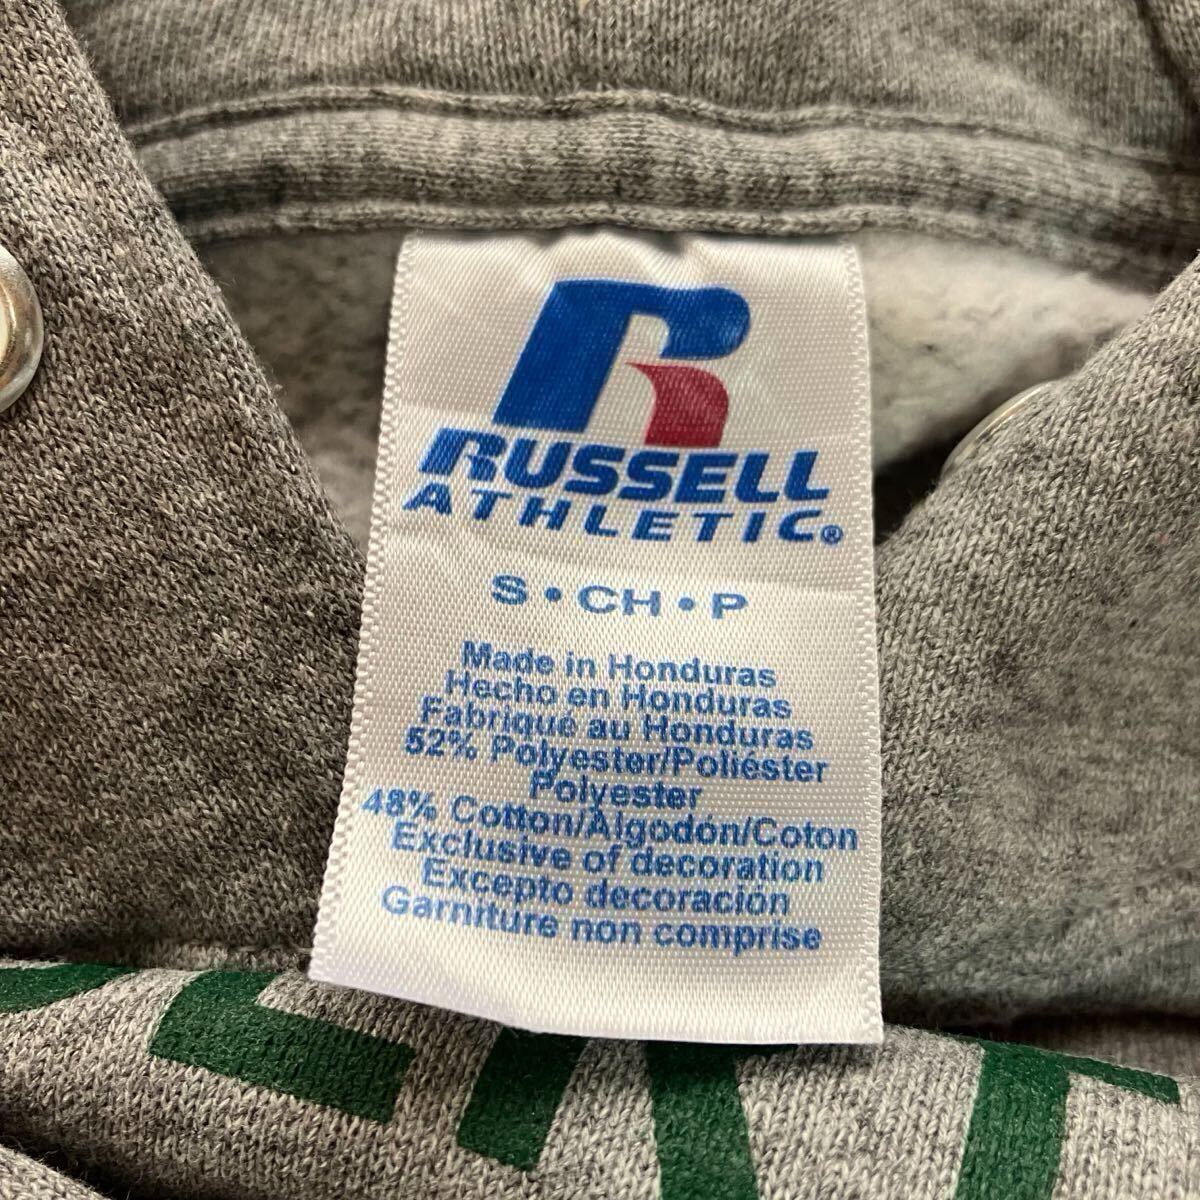 R
RUSSELL
ATHLETIC®
S • CH • P
Made in Honduras
Hecho en Honduras
Fabriqué au Honduras
52% Polyester/Poliéster
Polyester
48% Cotton/Algodón/Coton
Exclusive of decoration
Excepto decoración
Garniture non comprise